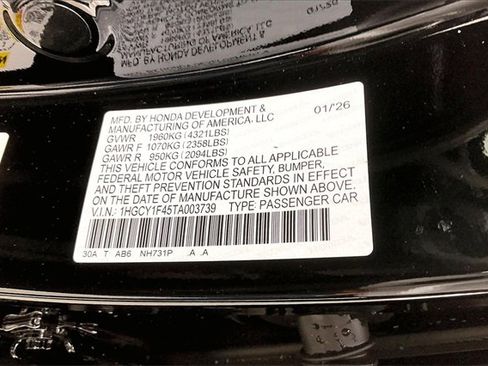 MFD. BY HONDA DEVELOPMENT &
MANUFACTURING OF AMERICA, LLC
01/26
GVWR 1960KG (4321LBS)
GAWR F 1070KG (2358LBS)
GAWR R 950KG (2094LBS)
THIS VEHICLE CONFORMS TO ALL APPLICABLE
FEDERAL MOTOR VEHICLE SAFETY, BUMPER,
AND THEFT PREVENTION STANDARDS IN EFFECT
ON THE DATE OF MANUFACTURE SHOWN ABOVE.
V.I.N.: 1HGCY1F45TA003739 TYPE: PASSENGER CAR
30A T: AB6 NH731P .A .A